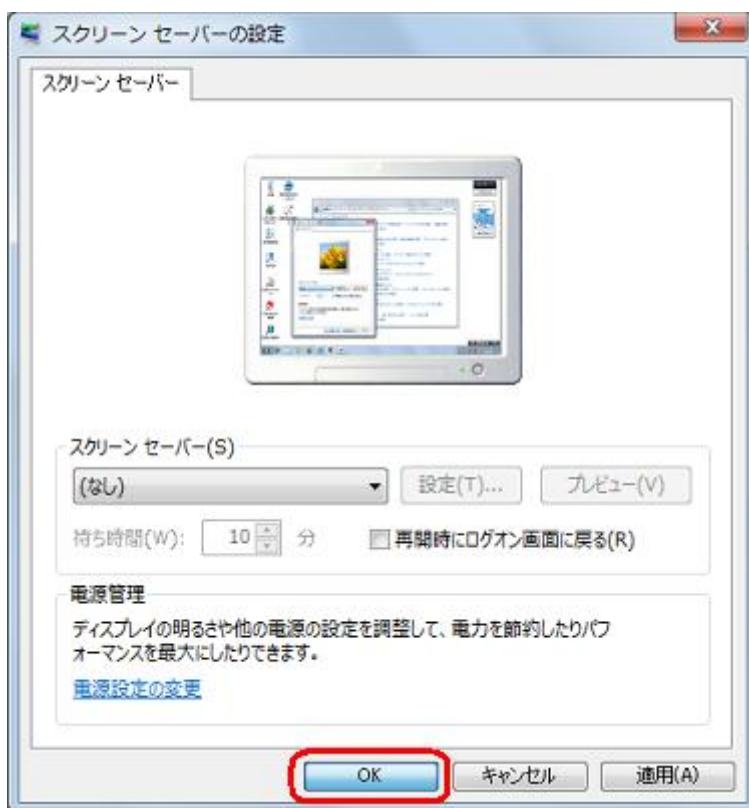 スクリーン セーバーの設定
スクリーン セーバー
スクリーン セーバー(S)
(なし)
設定(T)...
プレビュー(V)
待ち時間(W):
10
分
再開時にログオン画面に戻る(R)
電源管理
ディスプレイの明るさや他の電源の設定を調整して、電力を節約したりパフ
ォーマンスを最大にしたりできます。
電源設定の変更
OK
キャンセル
適用(A)